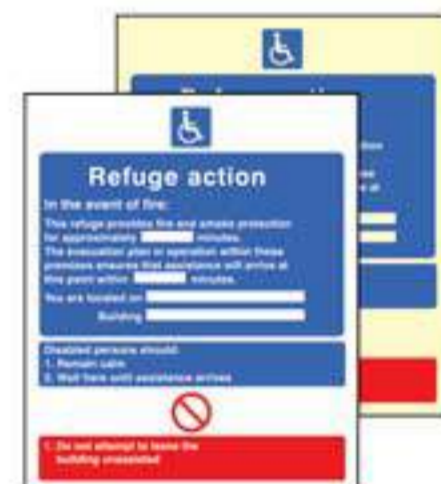 Refuge action
In the event of fire:
This refuge provides fire and smoke protection
for approximately minutes.
The evacuation plan in operation within these
premises ensures that assistance will arrive at
this point within minutes.
You are located on
Building
Disabled persons should:
1. Remain calm
2. Wait here until assistance arrives
1. Do not attempt to leave the
building unassisted